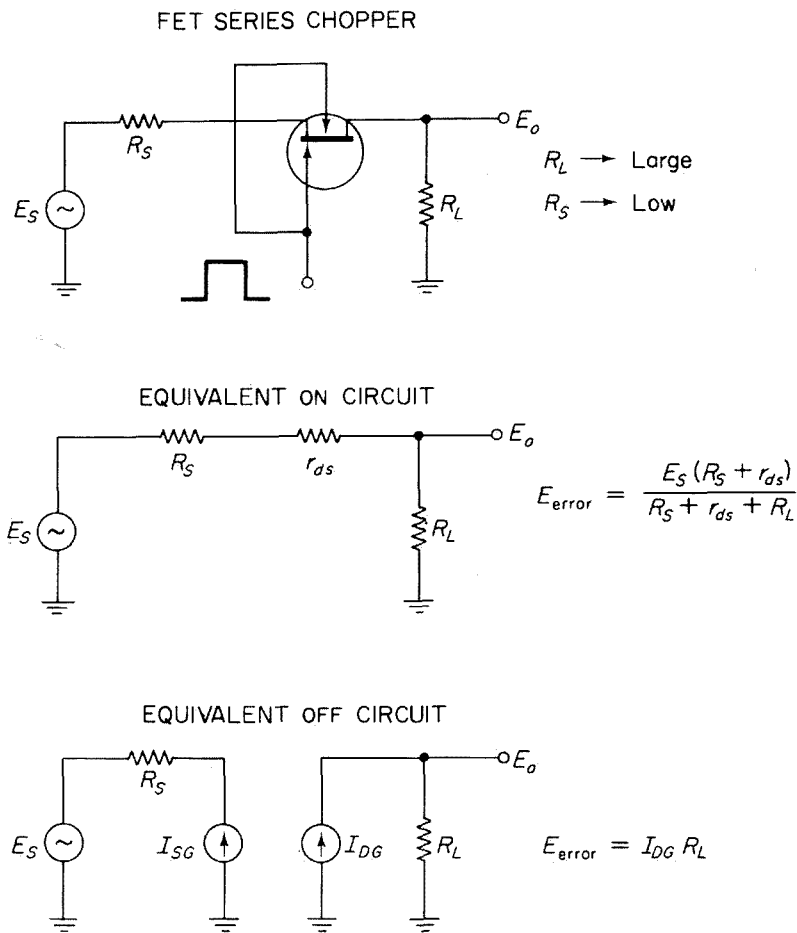 FET SERIES CHOPPER
R_S
E_o
E_S
~
R_L
R_L → Large
R_S → Low
EQUIVALENT ON CIRCUIT
R_S
r_ds
E_o
E_S
~
R_L
E_error = E_S (R_S + r_ds) / R_S + r_ds + R_L
EQUIVALENT OFF CIRCUIT
R_S
E_o
E_S
~
I_SG
I_DG
R_L
E_error = I_DG R_L